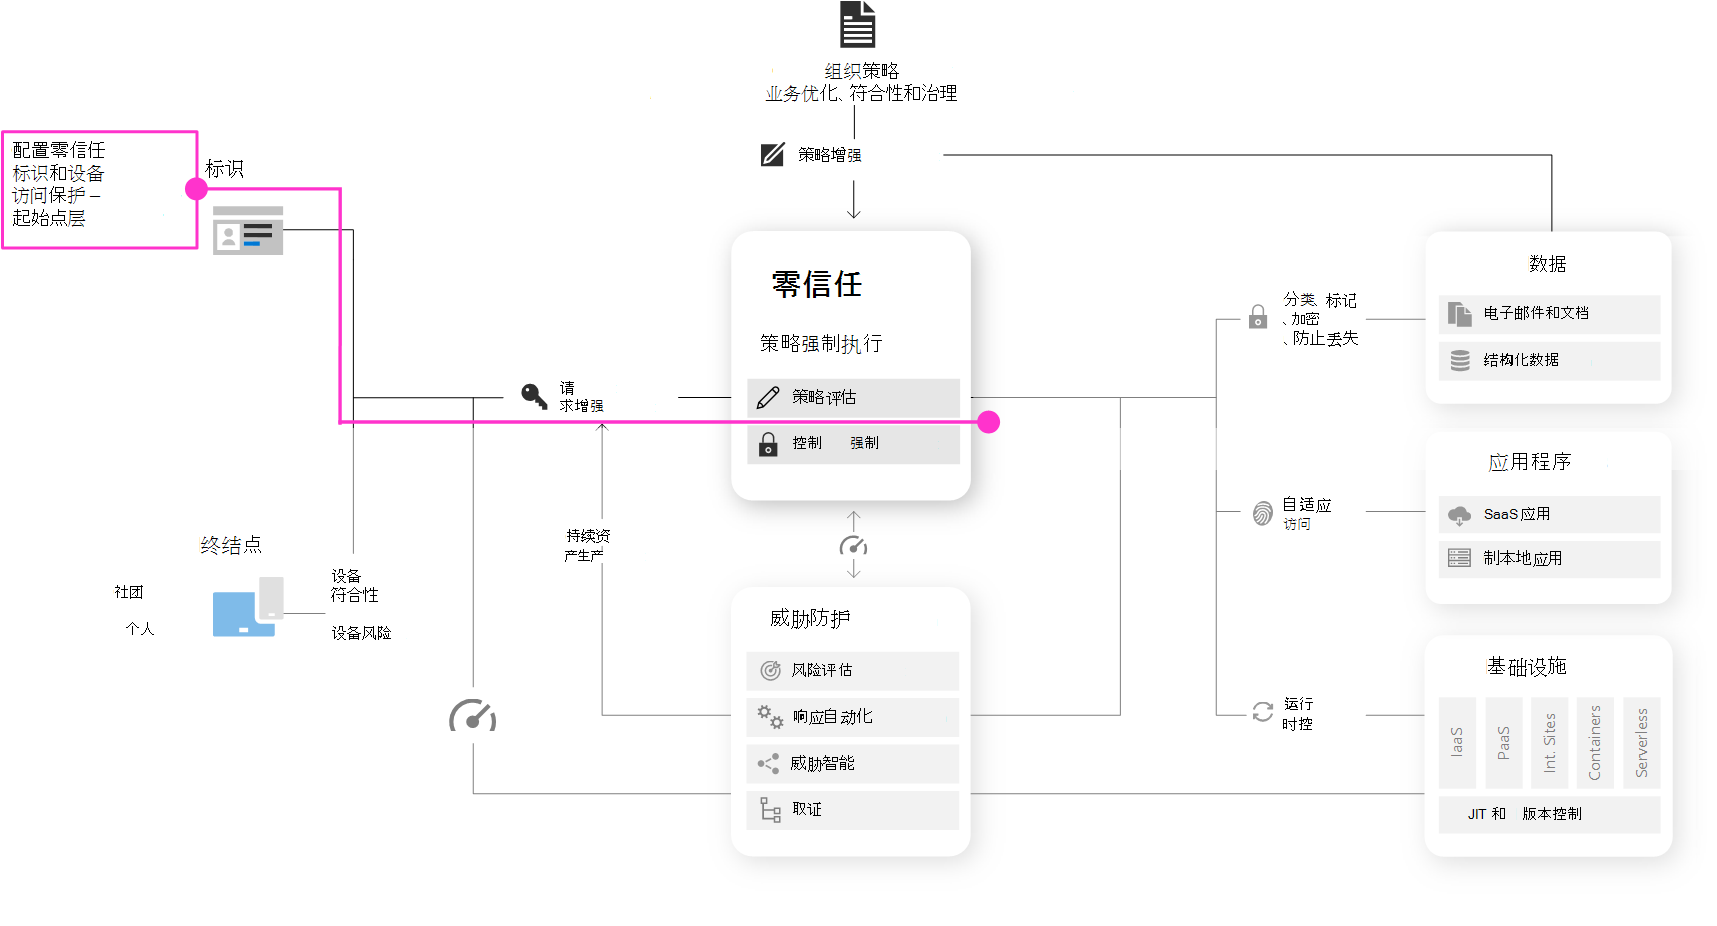 组织策略
业务优化、符合性和治理
策略增强
配置零信任
标识和设备
访问保护 –
起始点层
标识
零信任
策略强制执行
策略评估
控制 强制
请
求增强
持续资
产生产
终结点
社团
个人
设备
符合性
设备风险
威胁防护
风险评估
响应自动化
威胁智能
取证
分类、标记
、加密
、防止丢失
自适应
访问
运行
时控
数据
电子邮件和文档
结构化数据
应用程序
SaaS 应用
制本地应用
基础设施
IaaS
PaaS
Int. Sites
Containers
Serverless
JIT 和 版本控制